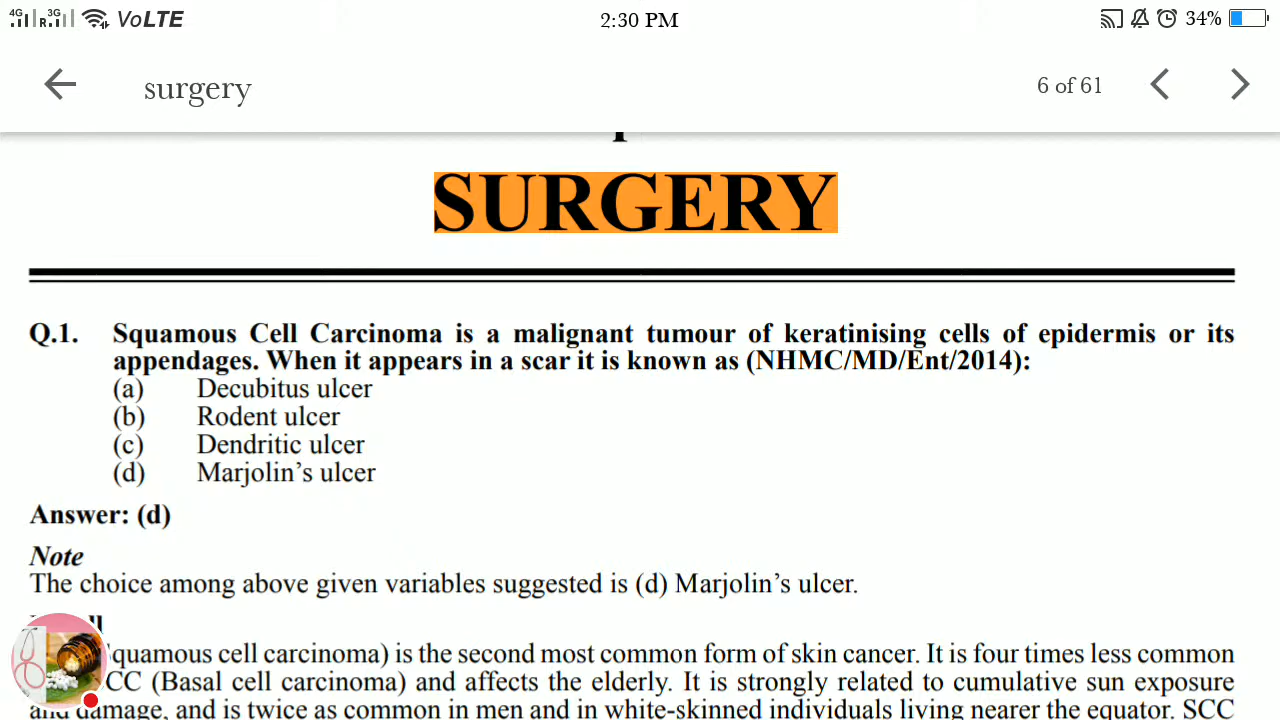 4G R 3G VoLTE 2:30 PM 34%
surgery 6 of 61
SURGERY
Q.1. Squamous Cell Carcinoma is a malignant tumour of keratinising cells of epidermis or its
appendages. When it appears in a scar it is known as (NHMC/MD/Ent/2014):
(a) Decubitus ulcer
(b) Rodent ulcer
(c) Dendritic ulcer
(d) Marjolin’s ulcer
Answer: (d)
Note
The choice among above given variables suggested is (d) Marjolin’s ulcer.
quamous cell carcinoma) is the second most common form of skin cancer. It is four times less common
CC (Basal cell carcinoma) and affects the elderly. It is strongly related to cumulative sun exposure
and damage, and is twice as common in men and in white-skinned individuals living nearer the equator. SCC